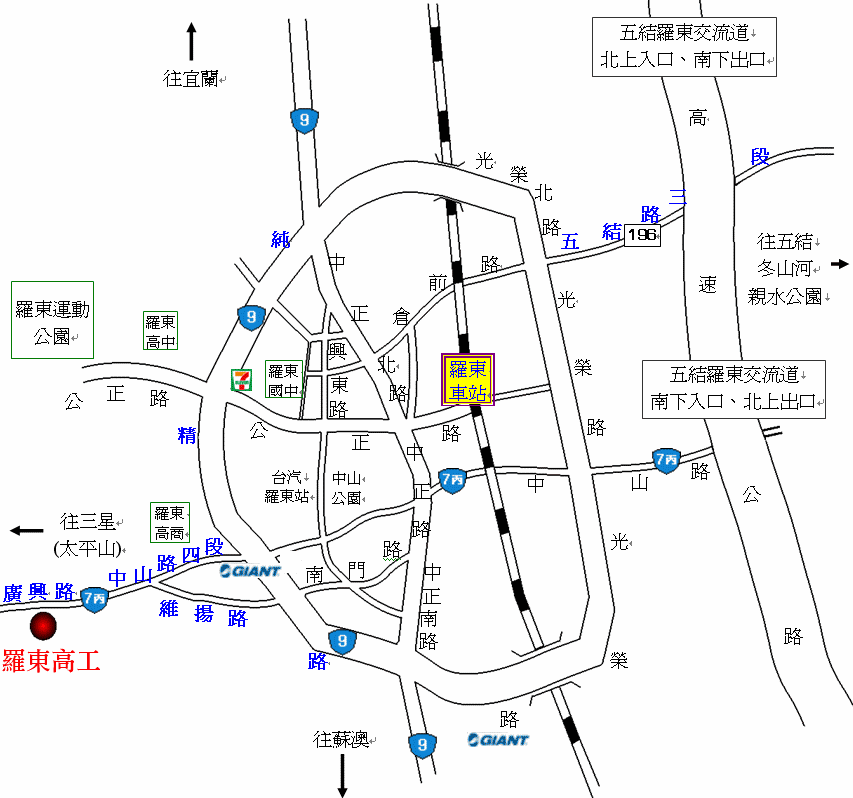 五結羅東交流道
北上入口、南下出口
往宜蘭
9
高速公路
光榮北路
五結路三段
196
純精路
中正北路
前路
倉
往五結
冬山河
親水公園
羅東運動
公園
羅東
高中
9
興東路
羅東
國中
7
羅東
車站
光榮路
五結羅東交流道
南下入口、北上出口
公正路
公正路
台汽
羅東站
中山
公園
中正路
7丙
中山路
7丙
羅東
高商
往三星
(太平山)
中山路四段
GIANT
南門路
廣興路
7丙
維揚路
中正南路
羅東高工
9
光榮路
往蘇澳
9
GIANT